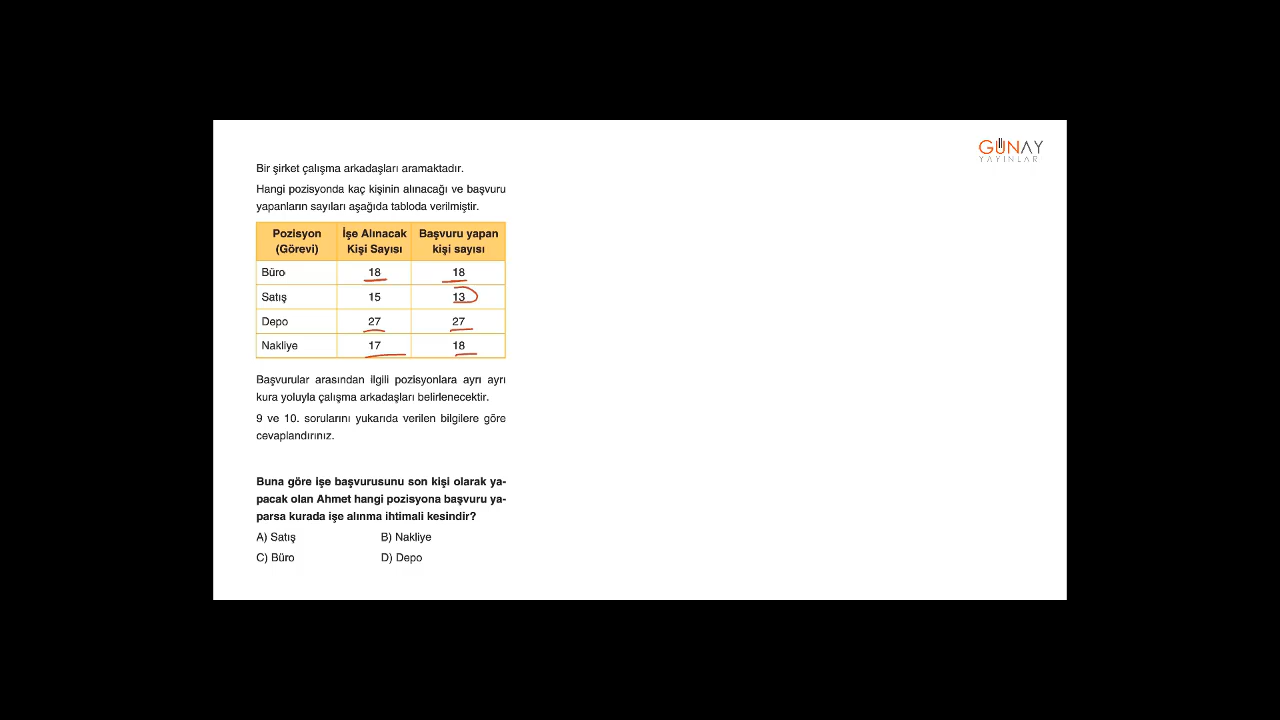 GÜNAY
YAYINLAR
Bir şirket çalışma arkadaşları aramaktadır.
Hangi pozisyonda kaç kişinin alınacağı ve başvuru
yapanların sayıları aşağıda tabloda verilmiştir.
Pozisyon (Görevi) İşe Alınacak Kişi Sayısı Başvuru yapan kişi sayısı
Büro 18 18
Satış 15 13
Depo 27 27
Nakliye 17 18
Başvurular arasından ilgili pozisyonlara ayrı ayrı
kura yoluyla çalışma arkadaşları belirlenecektir.
9 ve 10. sorularını yukarıda verilen bilgilere göre
cevaplandırınız.
Buna göre işe başvurusunu son kişi olarak ya-
pacak olan Ahmet hangi pozisyona başvuru ya-
parsa kurada işe alınma ihtimali kesindir?
A) Satış B) Nakliye
C) Büro D) Depo